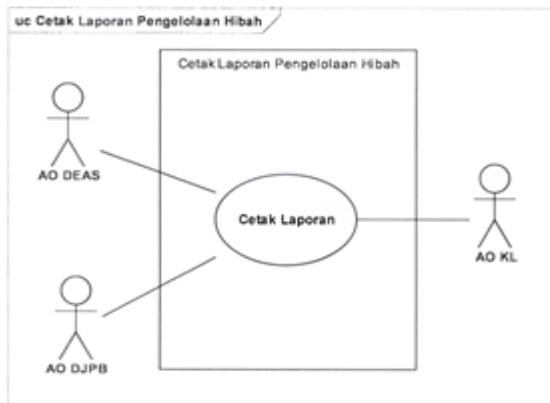 uc Cetak Laporan Pengelolaan Hibah
Cetak Laporan Pengelolaan Hibah
AO DEAS
Cetak Laporan
AO KL
AO DJPB